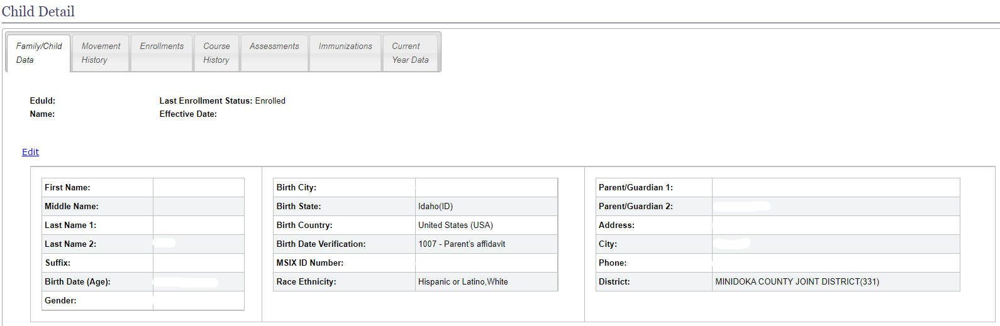 Child Detail
Family/Child Data
Movement History
Enrollments
Course History
Assessments
Immunizations
Current Year Data
EduId:
Last Enrollment Status: Enrolled
Name:
Effective Date:
Edit
First Name:
Middle Name:
Last Name 1:
Last Name 2:
Suffix:
Birth Date (Age):
Gender:
Birth City:
Birth State: Idaho(ID)
Birth Country: United States (USA)
Birth Date Verification: 1007 - Parent's affidavit
MSIX ID Number:
Race Ethnicity: Hispanic or Latino,White
Parent/Guardian 1:
Parent/Guardian 2:
Address:
City:
Phone:
District: MINIDOKA COUNTY JOINT DISTRICT(331)